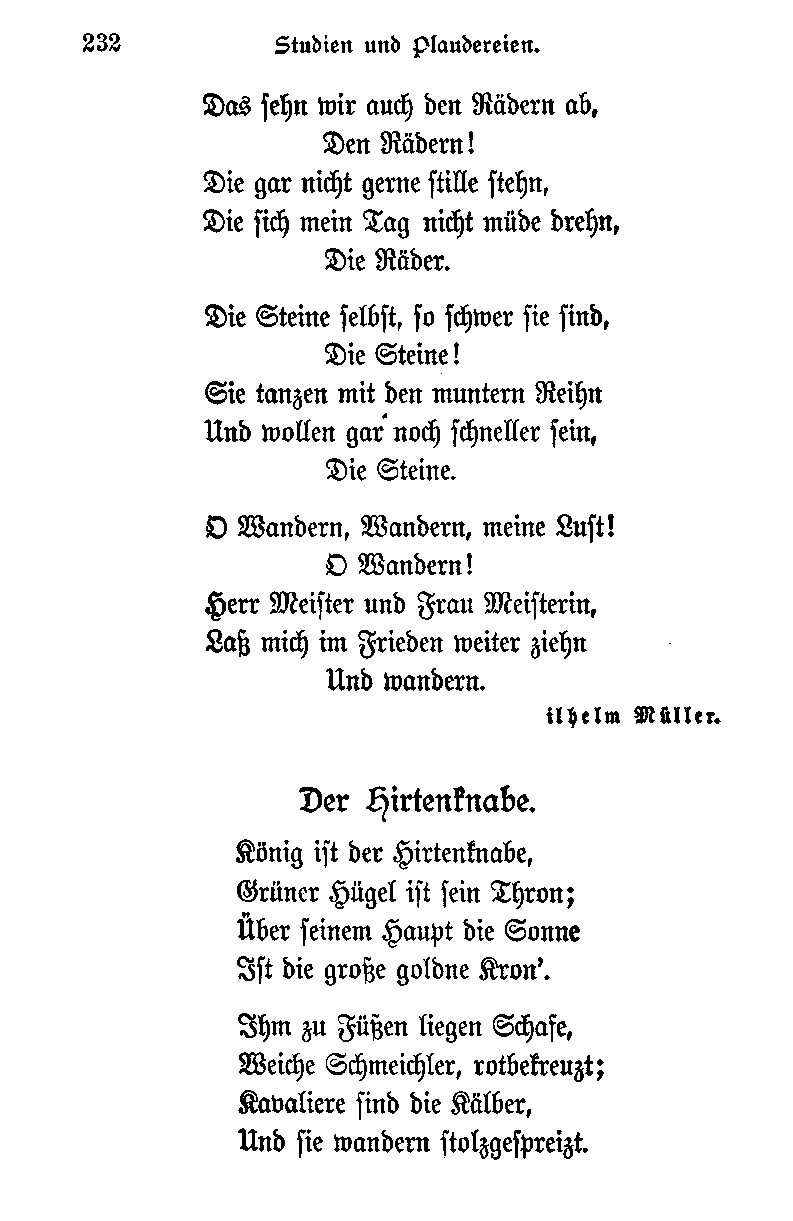 232 Studien und Plaudereien.
Das sehn wir auch den Rädern ab,
Den Rädern!
Die gar nicht gerne stille stehn,
Die sich mein Tag nicht müde drehn,
Die Räder.
Die Steine selbst, so schwer sie sind,
Die Steine!
Sie tanzen mit den muntern Reihn
Und wollen gar noch schneller sein,
Die Steine.
O Wandern, Wandern, meine Lust!
O Wandern!
Herr Meister und Frau Meisterin,
Laß mich im Frieden weiter ziehn
Und wandern.
ilhelm Müller.
Der Hirtenknabe.
König ist der Hirtenknabe,
Grüner Hügel ist sein Thron;
Über seinem Haupt die Sonne
Ist die große goldne Kron'.
Ihm zu Füßen liegen Schafe,
Weiche Schmeichler, rotbekreuzt;
Kavaliere sind die Kälber,
Und sie wandern stolzgespreizt.